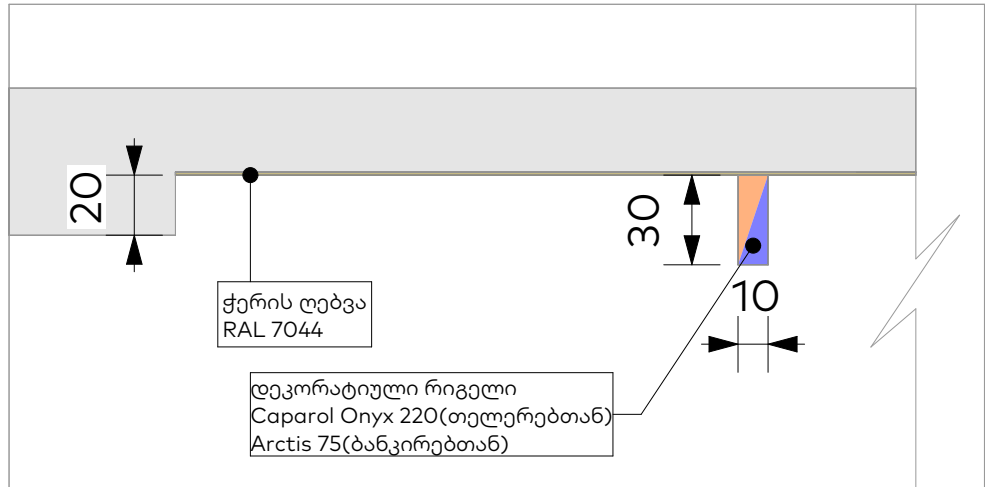 20
30
10
ჭერის ღებვა
RAL 7044
დეკორატიული რიგელი
Caparol Onyx 220(თელერებთან)
Arctis 75(ბანკირებთან)